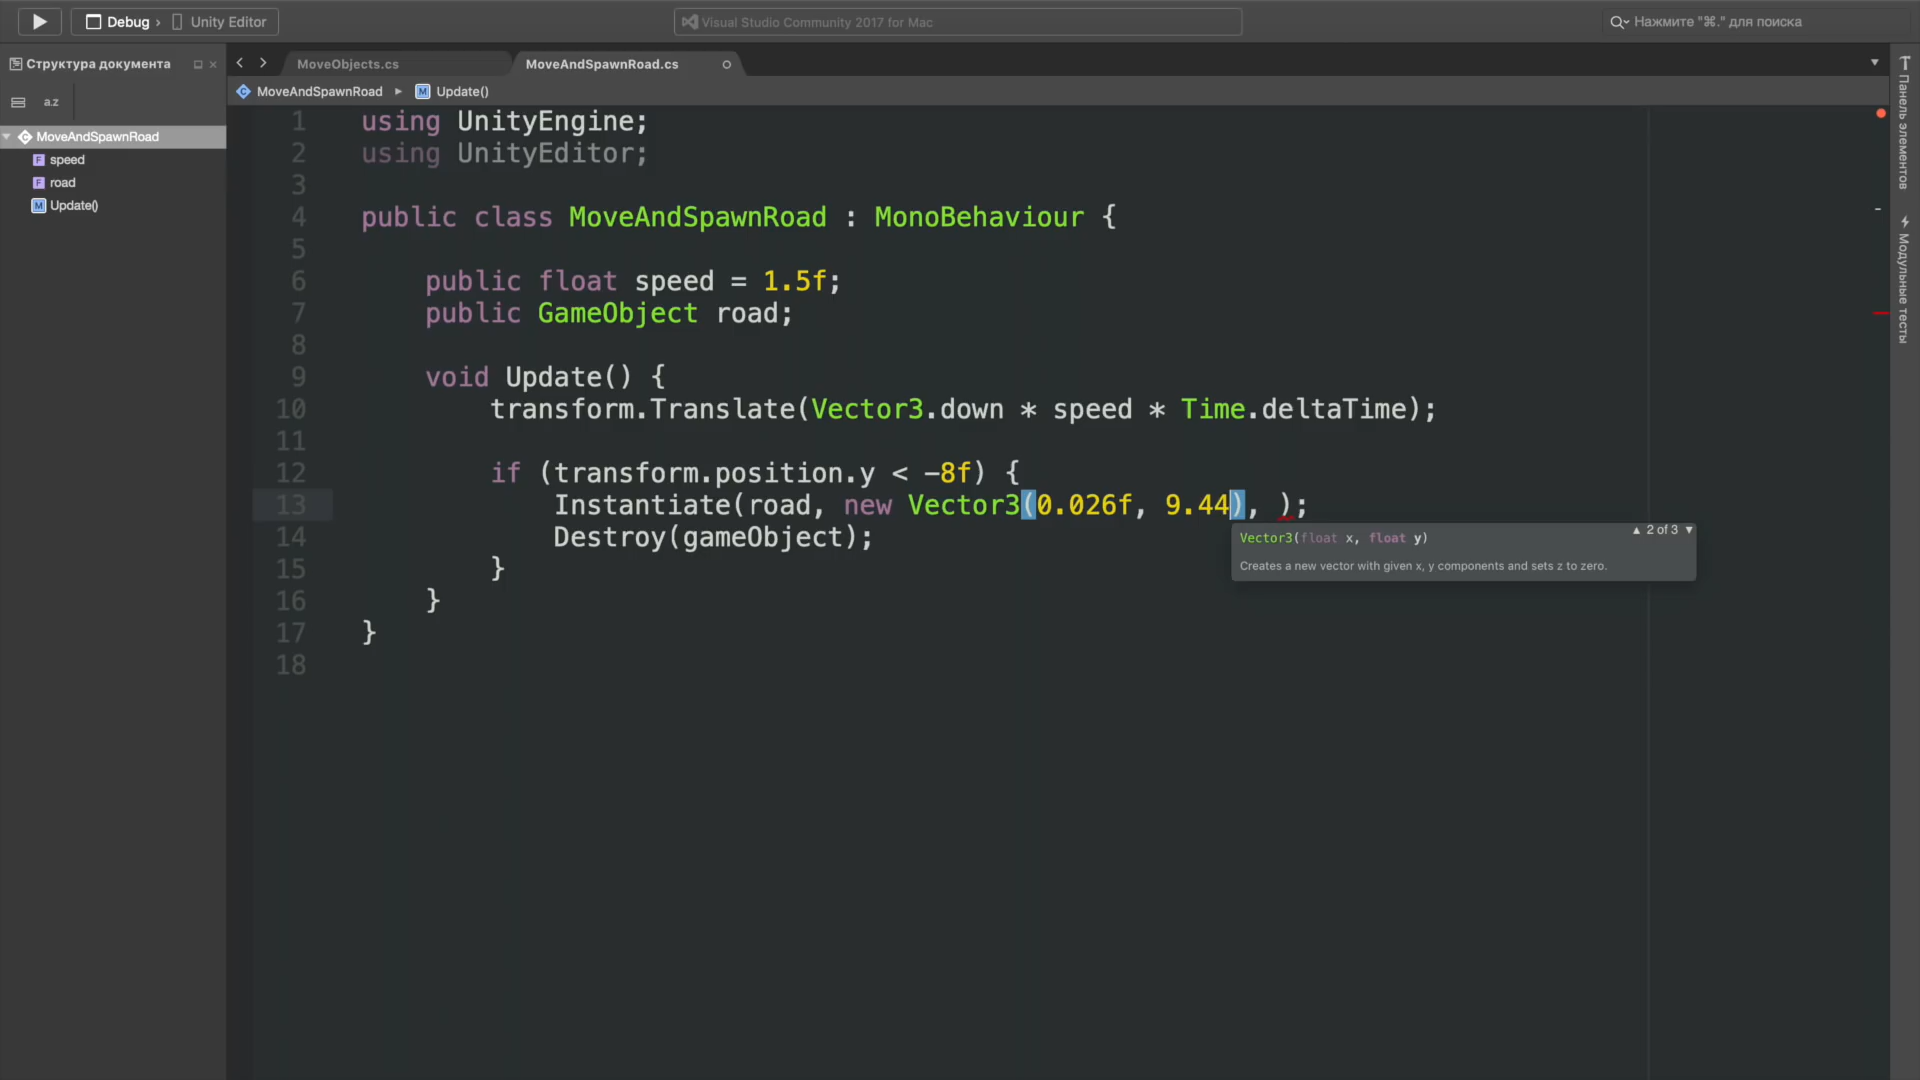 Debug › Unity Editor
Visual Studio Community 2017 for Mac
Нажмите "⌘." для поиска
Структура документа
MoveObjects.cs
MoveAndSpawnRoad.cs
a.z
MoveAndSpawnRoad ▸ M Update()
MoveAndSpawnRoad
F speed
F road
M Update()
1 using UnityEngine;
2 using UnityEditor;
3
4 public class MoveAndSpawnRoad : MonoBehaviour {
5
6 public float speed = 1.5f;
7 public GameObject road;
8
9 void Update() {
10 transform.Translate(Vector3.down * speed * Time.deltaTime);
11
12 if (transform.position.y < -8f) {
13 Instantiate(road, new Vector3(0.026f, 9.44), );
14 Destroy(gameObject);
15 }
16 }
17 }
18
▲ 2 of 3 ▼
Vector3(float x, float y)
Creates a new vector with given x, y components and sets z to zero.
Панель элементов
Модульные тесты